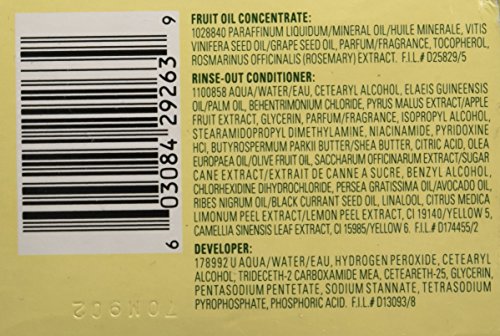 FRUIT OIL CONCENTRATE:
1028840 PARAFFINUM LIQUIDUM/MINERAL OIL/HUILE MINERALE, VITIS
VINIFERA SEED OIL/GRAPE SEED OIL, PARFUM/FRAGRANCE, TOCOPHEROL,
ROSMARINUS OFFICINALIS (ROSEMARY) EXTRACT. F.I.L.# D25829/5
RINSE-OUT CONDITIONER:
1100858 AQUA/WATER/EAU, CETEARYL ALCOHOL, ELAEIS GUINEENSIS
OIL/PALM OIL, BEHENTRIMONIUM CHLORIDE, PYRUS MALUS EXTRACT/APPLE
FRUIT EXTRACT, GLYCERIN, PARFUM/FRAGRANCE, ISOPROPYL ALCOHOL,
STEARAMIDOPROPYL DIMETHYLAMINE, NIACINAMIDE, PYRIDOXINE
HCl, BUTYROSPERMUM PARKII BUTTER/SHEA BUTTER, CITRIC ACID, OLEA
EUROPAEA OIL/OLIVE FRUIT OIL, SACCHARUM OFFICINARUM EXTRACT/SUGAR
CANE EXTRACT/EXTRAIT DE CANNE A SUCRE, BENZYL ALCOHOL,
CHLORHEXIDINE DIHYDROCHLORIDE, PERSEA GRATISSIMA OIL/AVOCADO OIL,
RIBES NIGRUM OIL/BLACK CURRANT SEED OIL, LINALOOL, CITRUS MEDICA
LIMONUM PEEL EXTRACT/LEMON PEEL EXTRACT, CI 19140/YELLOW 5,
CAMELLIA SINENSIS LEAF EXTRACT, CI 15985/YELLOW 6. F.I.L.# D174455/2
DEVELOPER:
178992 U AQUA/WATER/EAU, HYDROGEN PEROXIDE, CETEARYL
ALCOHOL; TRIDECETH-2 CARBOXAMIDE MEA, CETEARETH-25, GLYCERIN,
PENTASODIUM PENTETATE, SODIUM STANNATE, TETRASODIUM
PYROPHOSPHATE, PHOSPHORIC ACID. F.I.L.# D13093/8
6 03084 29263 9